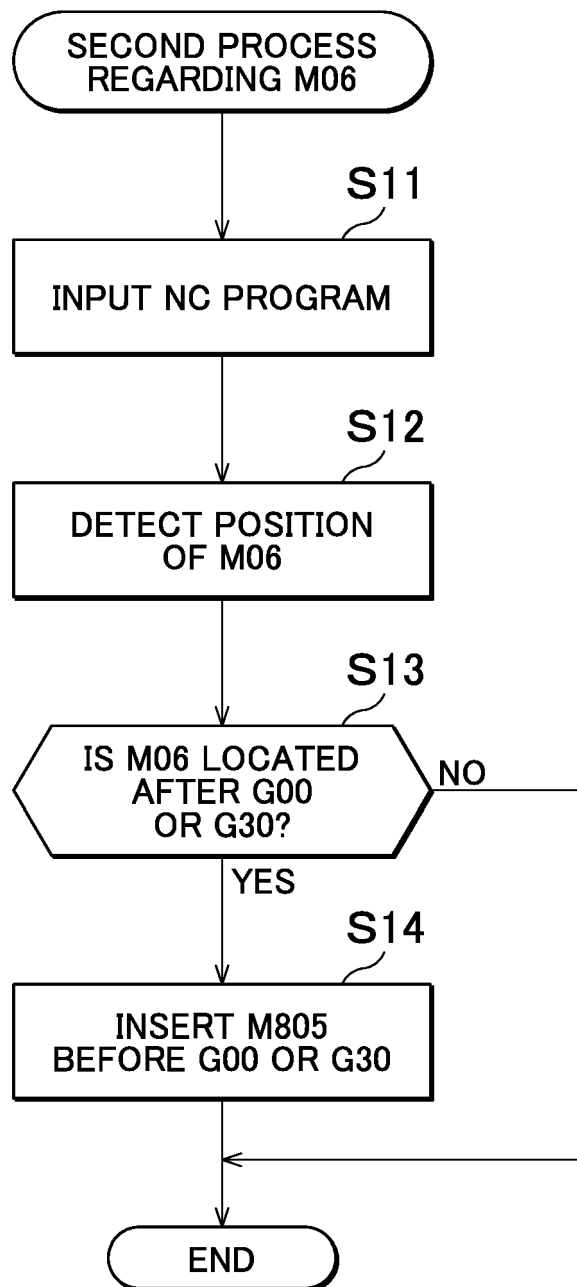 SECOND PROCESS
REGARDING M06
S11
INPUT NC PROGRAM
S12
DETECT POSITION
OF M06
S13
IS M06 LOCATED
AFTER G00
OR G30?
NO
YES
S14
INSERT M805
BEFORE G00 OR G30
END